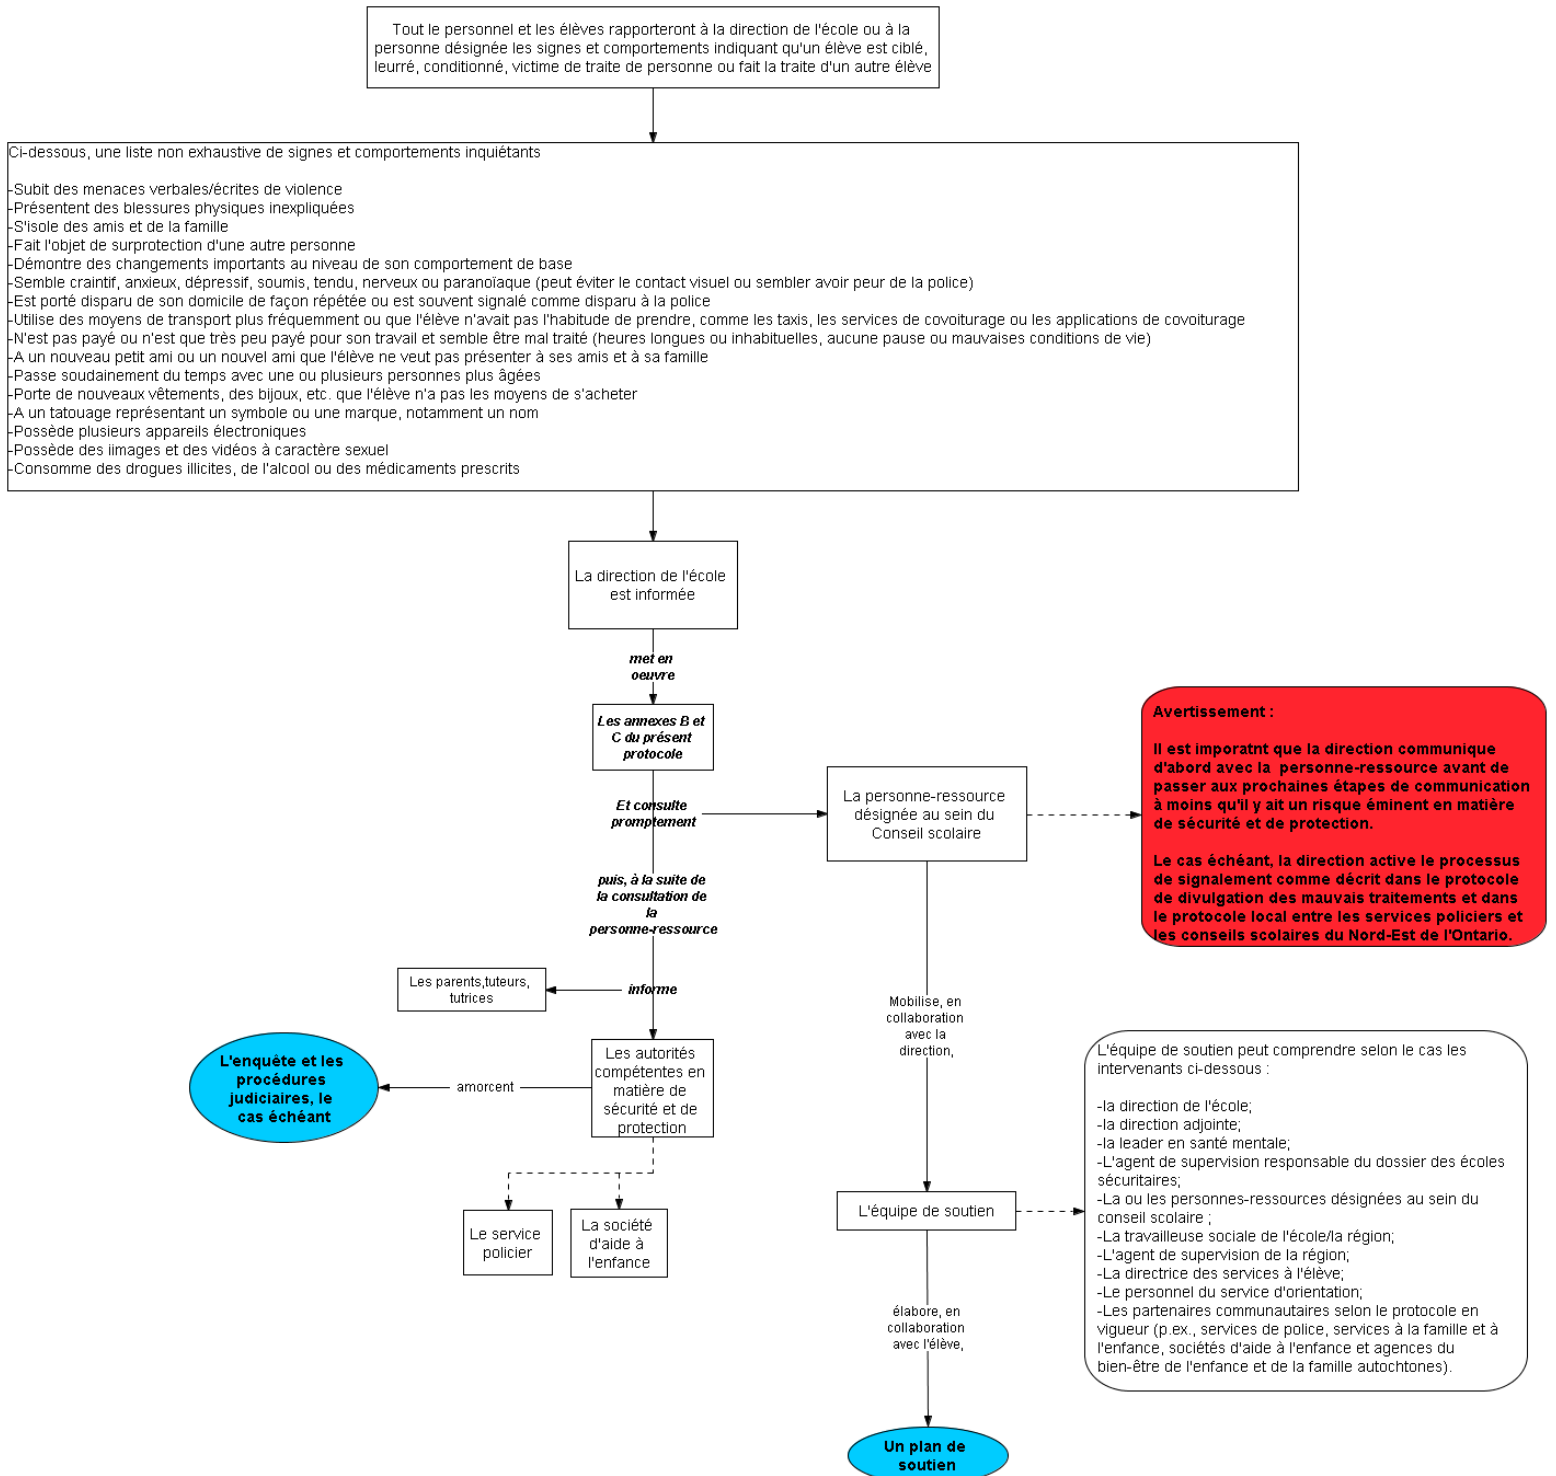 Tout le personnel et les élèves rapporteront à la direction de l'école ou à la
personne désignée les signes et comportements indiquant qu'un élève est ciblé,
leurré, conditionné, victime de traite de personne ou fait la traite d'un autre élève
Ci-dessous, une liste non exhaustive de signes et comportements inquiétants
-Subit des menaces verbales/écrites de violence
-Présentent des blessures physiques inexpliquées
-S'isole des amis et de la famille
-Fait l'objet de surprotection d'une autre personne
-Démontre des changements importants au niveau de son comportement de base
-Semble craintif, anxieux, dépressif, soumis, tendu, nerveux ou paranoïaque (peut éviter le contact visuel ou sembler avoir peur de la police)
-Est porté disparu de son domicile de façon répétée ou est souvent signalé comme disparu à la police
-Utilise des moyens de transport plus fréquemment ou que l'élève n'avait pas l'habitude de prendre, comme les taxis, les services de covoiturage ou les applications de covoiturage
-N'est pas payé ou n'est que très peu payé pour son travail et semble être mal traité (heures longues ou inhabituelles, aucune pause ou mauvaises conditions de vie)
-A un nouveau petit ami ou un nouvel ami que l'élève ne veut pas présenter à ses amis et à sa famille
-Passe soudainement du temps avec une ou plusieurs personnes plus âgées
-Porte de nouveaux vêtements, des bijoux, etc. que l'élève n'a pas les moyens de s'acheter
-A un tatouage représentant un symbole ou une marque, notamment un nom
-Possède plusieurs appareils électroniques
-Possède des iimages et des vidéos à caractère sexuel
-Consomme des drogues illicites, de l'alcool ou des médicaments prescrits
La direction de l'école
est informée
met en
oeuvre
Les annexes B et
C du présent
protocole
Et consulte
promptement
La personne-ressource
désignée au sein du
Conseil scolaire
Avertissement :
Il est imporatnt que la direction communique
d'abord avec la  personne-ressource avant de
passer aux prochaines étapes de communication
à moins qu'il y ait un risque éminent en matière
de sécurité et de protection.
Le cas échéant, la direction active le processus
de signalement comme décrit dans le protocole
de divulgation des mauvais traitements et dans
le protocole local entre les services policiers et
les conseils scolaires du Nord-Est de l'Ontario.
puis, à la suite de
la consultation de
la
personne-ressource
informe
Les parents,tuteurs,
tutrices
Les autorités
compétentes en
matière de
sécurité et de
protection
amorcent
L'enquête et les
procédures
judiciaires, le
cas échéant
Le service
policier
La société
d'aide à
l'enfance
Mobilise, en
collaboration
avec la
direction,
L'équipe de soutien
L'équipe de soutien peut comprendre selon le cas les
intervenants ci-dessous :
-la direction de l'école;
-la direction adjointe;
-la leader en santé mentale;
-L'agent de supervision responsable du dossier des écoles
sécuritaires;
-La ou les personnes-ressources désignées au sein du
conseil scolaire ;
-La travailleuse sociale de l'école/la région;
-L'agent de supervision de la région;
-La directrice des services à l'élève;
-Le personnel du service d'orientation;
-Les partenaires communautaires selon le protocole en
vigueur (p.ex., services de police, services à la famille et à
l'enfance, sociétés d'aide à l'enfance et agences du
bien-être de l'enfance et de la famille autochtones).
élabore, en
collaboration
avec l'élève,
Un plan de
soutien